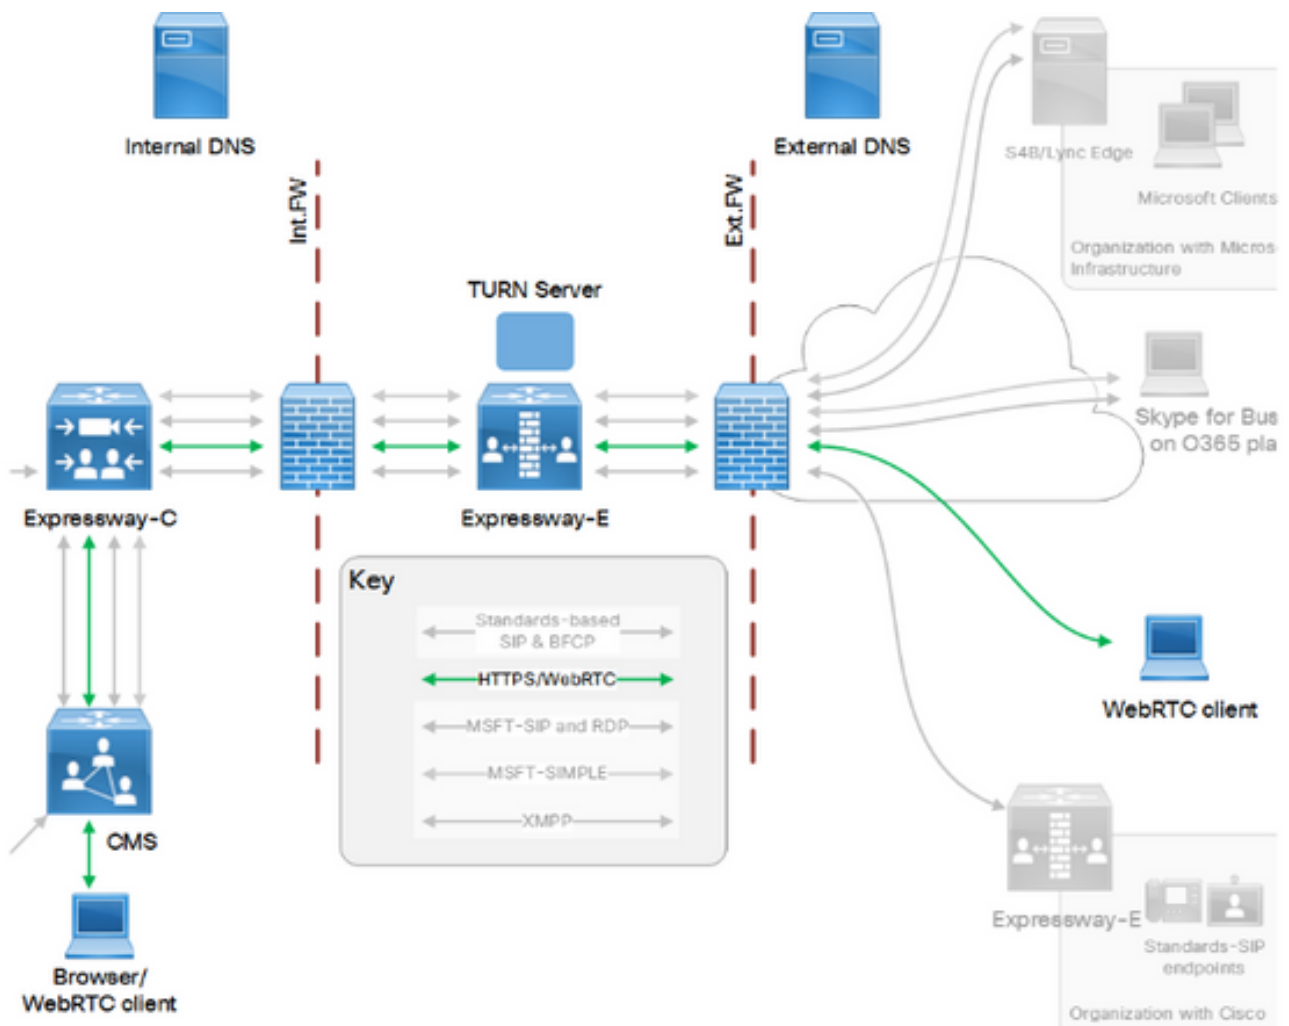 Internal DNS
External DNS
S4B/Lync Edge
Microsoft Clients
Organization with Micros
Infrastructure
Int.FW
Ext.FW
TURN Server
Skype for Bus
on O365 pla
Expressway-C
Expressway-E
Key
Standards-based
SIP & BFCP
HTTPS/WebRTC
MSFT-SIP and RDP
MSFT-SIMPLE
XMPP
WebRTC client
CMS
Expressway-E
Standards-SIP
endpoints
Organization with Cisco
Browser/
WebRTC client